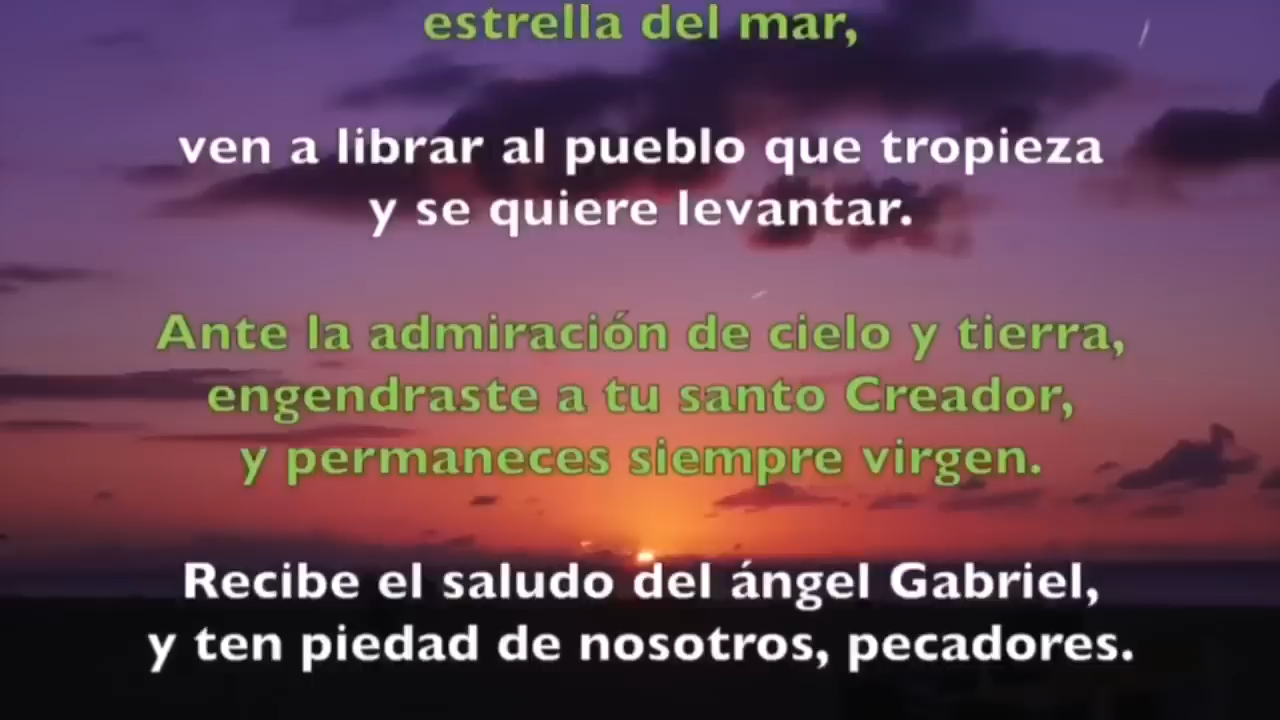 estrella del mar,
ven a librar al pueblo que tropieza
y se quiere levantar.
Ante la admiración de cielo y tierra,
engendraste a tu santo Creador,
y permaneces siempre virgen.
Recibe el saludo del ángel Gabriel,
y ten piedad de nosotros, pecadores.